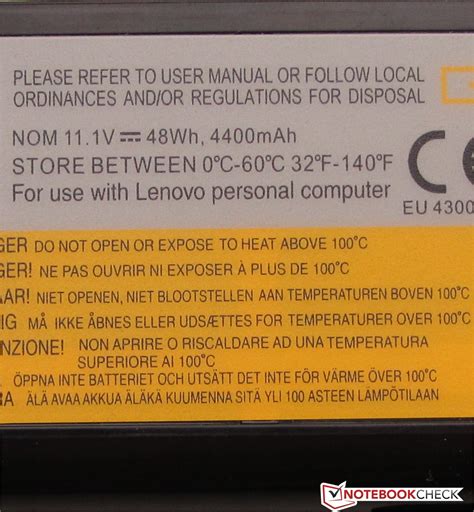 PLEASE REFER TO USER MANUAL OR FOLLOW LOCAL
ORDINANCES AND/OR REGULATIONS FOR DISPOSAL
NOM 11.1V ⎓ 48Wh, 4400mAh
STORE BETWEEN 0°C-60°C 32°F-140°F
For use with Lenovo personal computer
CE
EU 4300
GER DO NOT OPEN OR EXPOSE TO HEAT ABOVE 100°C
GER! NE PAS OUVRIR NI EXPOSER À PLUS DE 100°C
AAR! NIET OPENEN, NIET BLOOTSTELLEN AAN TEMPERATUREN BOVEN 100°C
NIG MÅ IKKE ÅBNES ELLER UDSÆTTES FOR TEMPERATURER OVER 100°C
NZIONE! NON APRIRE O RISCALDARE AD UNA TEMPERATURA
SUPERIORE AI 100°C
ÖPPNA INTE BATTERIET OCH UTSÄTT DET INTE FÖR VÄRME ÖVER 100°C
RA ÄLÄ AVAA AKKUA ÄLÄKÄ KUUMENNA SITÄ YLI 100 ASTEEN LÄMPÖTILAAN
NOTEBOOKCHECK